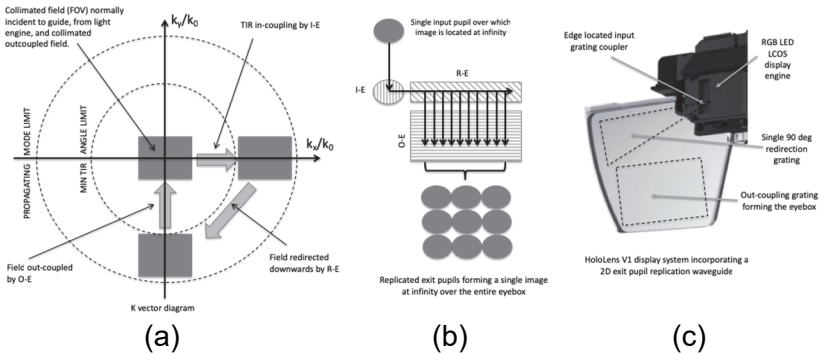 Collimated field (FOV) normally
incident to guide, from light
engine, and collimated
outcoupled field.
ky/k0
TIR in-coupling by I-E
kx/k0
PROPAGATING MODE LIMIT
MIN TIR ANGLE LIMIT
Field out-coupled
by O-E
Field redirected
downwards by R-E
K vector diagram
(a)
Single input pupil over which
image is located at infinity
R-E
I-E
O-E
Replicated exit pupils forming a single image
at infinity over the entire eyebox
(b)
Edge located input
grating coupler
RGB LED
LCOS
display
engine
Single 90 deg
redirection
grating
Out-coupling grating
forming the eyebox
HoloLens V1 display system incorporating a
2D exit pupil replication waveguide
(c)